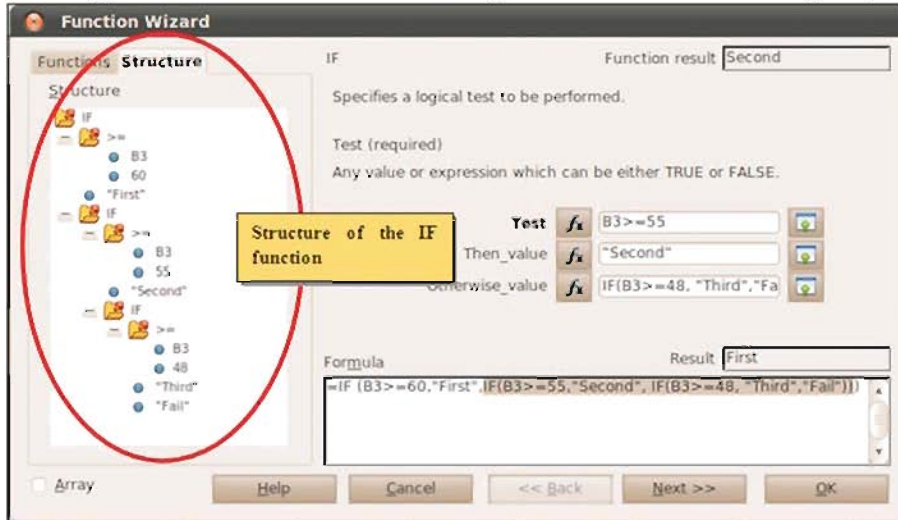 Function Wizard
Functions Structure
Structure
IF
>=
B3
60
"First"
IF
>=
B3
55
"Second"
IF
>=
B3
48
"Third"
"Fail"
Structure of the IF
function
IF
Function result Second
Specifies a logical test to be performed.
Test (required)
Any value or expression which can be either TRUE or FALSE.
Test fx B3>=55
Then_value fx "Second"
Otherwise_value fx IF(B3>=48, "Third","Fa
Formula
Result First
=IF (B3>=60,"First",IF(B3>=55,"Second", IF(B3>=48, "Third","Fail")))
Array
Help
Cancel
<< Back
Next >>
OK